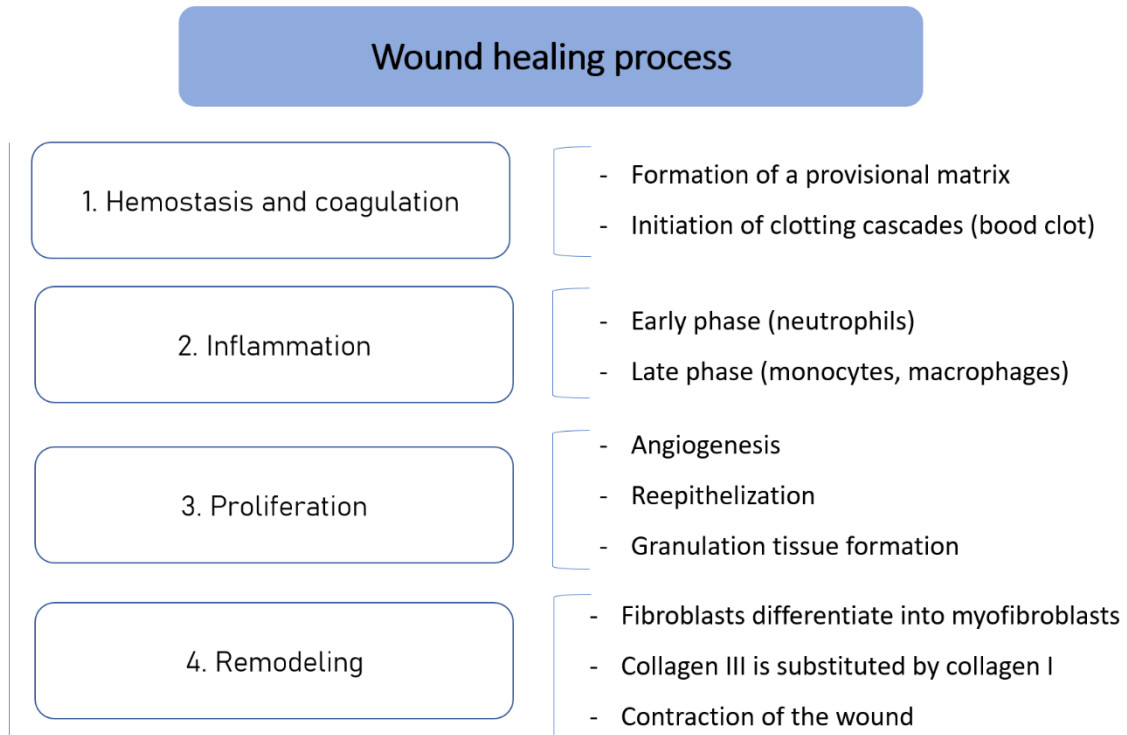 Wound healing process
1. Hemostasis and coagulation
- Formation of a provisional matrix
- Initiation of clotting cascades (bood clot)
2. Inflammation
- Early phase (neutrophils)
- Late phase (monocytes, macrophages)
3. Proliferation
- Angiogenesis
- Reepithelization
- Granulation tissue formation
4. Remodeling
- Fibroblasts differentiate into myofibroblasts
- Collagen III is substituted by collagen I
- Contraction of the wound